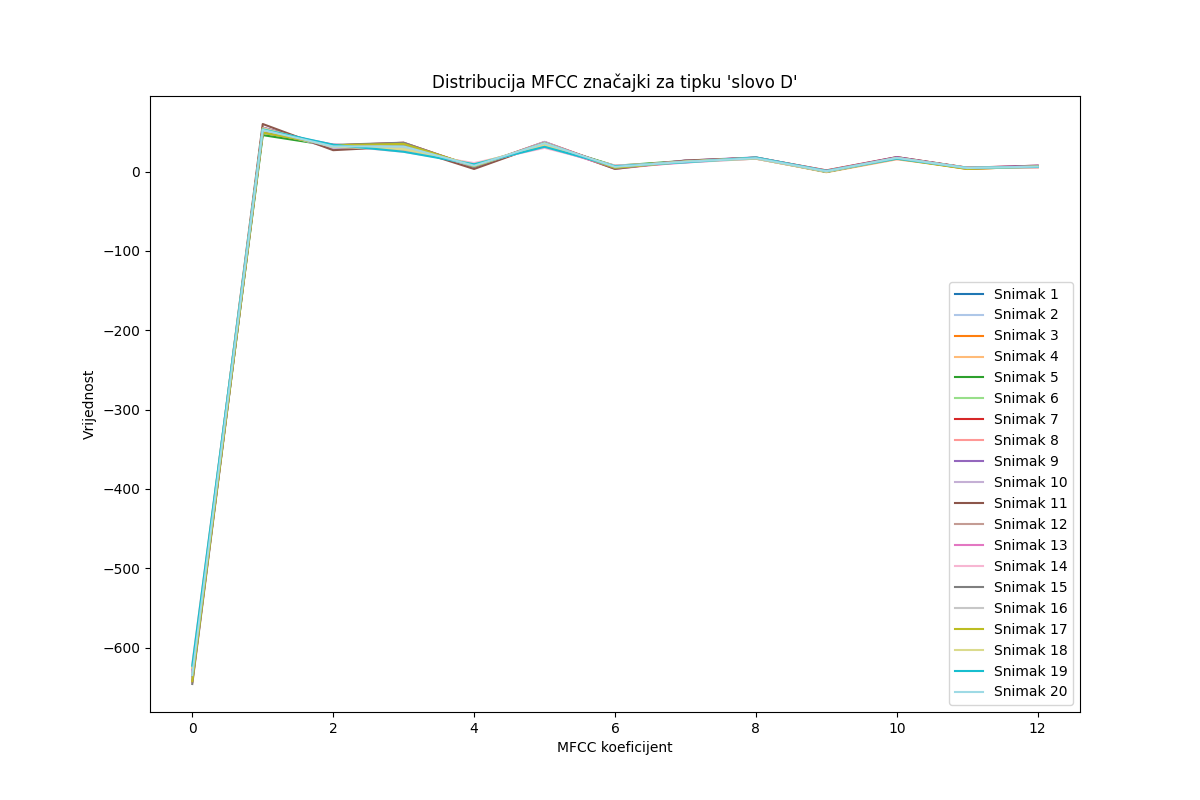 Distribucija MFCC značajki za tipku 'slovo D'
0
−100
−200
−300
−400
−500
−600
Vrijednost
Snimak 1
Snimak 2
Snimak 3
Snimak 4
Snimak 5
Snimak 6
Snimak 7
Snimak 8
Snimak 9
Snimak 10
Snimak 11
Snimak 12
Snimak 13
Snimak 14
Snimak 15
Snimak 16
Snimak 17
Snimak 18
Snimak 19
Snimak 20
0 2 4 6 8 10 12
MFCC koeficijent